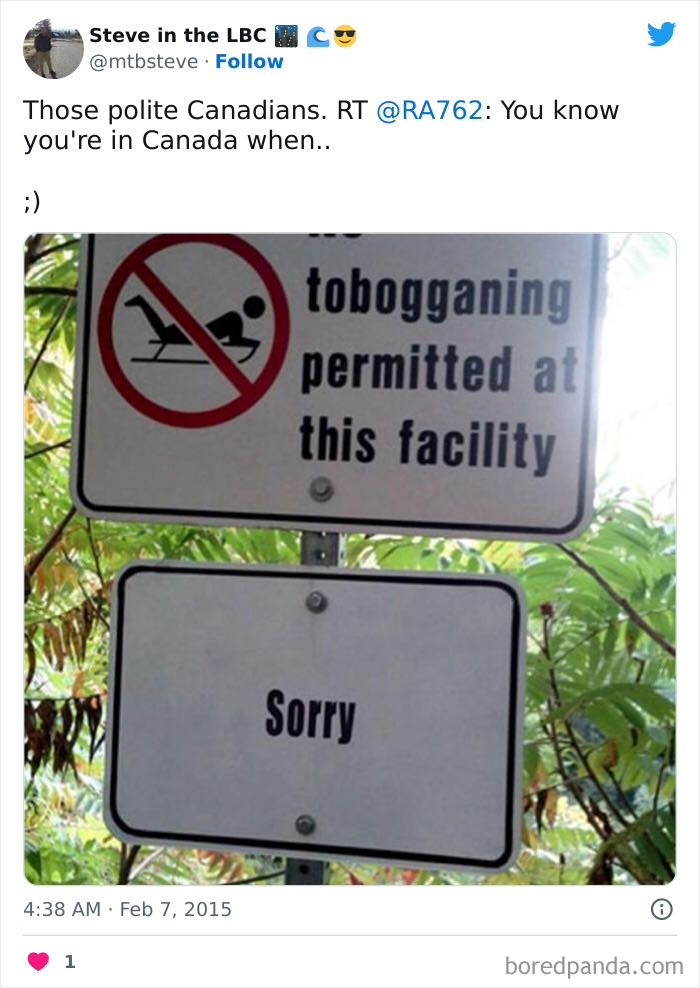 Steve in the LBC 🌃 🌊😎
@mtbsteve · Follow
Those polite Canadians. RT @RA762: You know
you're in Canada when..
;)
tobogganing
permitted at
this facility
Sorry
4:38 AM · Feb 7, 2015
1
boredpanda.com